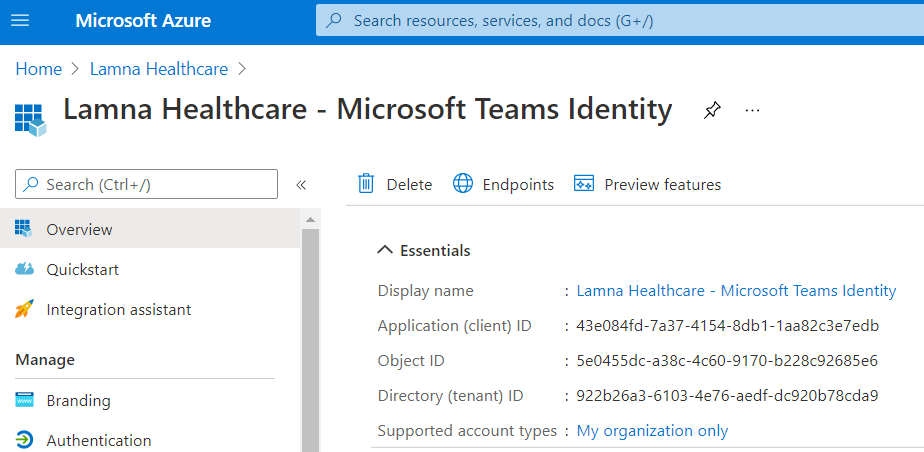 Microsoft Azure
Search resources, services, and docs (G+/)
Home > Lamna Healthcare >
Lamna Healthcare - Microsoft Teams Identity
...
Search (Ctrl+/)
«
Delete
Endpoints
Preview features
Overview
Quickstart
Integration assistant
Manage
Branding
Authentication
Essentials
Display name : Lamna Healthcare - Microsoft Teams Identity
Application (client) ID : 43e084fd-7a37-4154-8db1-1aa82c3e7edb
Object ID : 5e0455dc-a38c-4c60-9170-b228c92685e6
Directory (tenant) ID : 922b26a3-6103-4e76-aedf-dc920b78cda9
Supported account types : My organization only